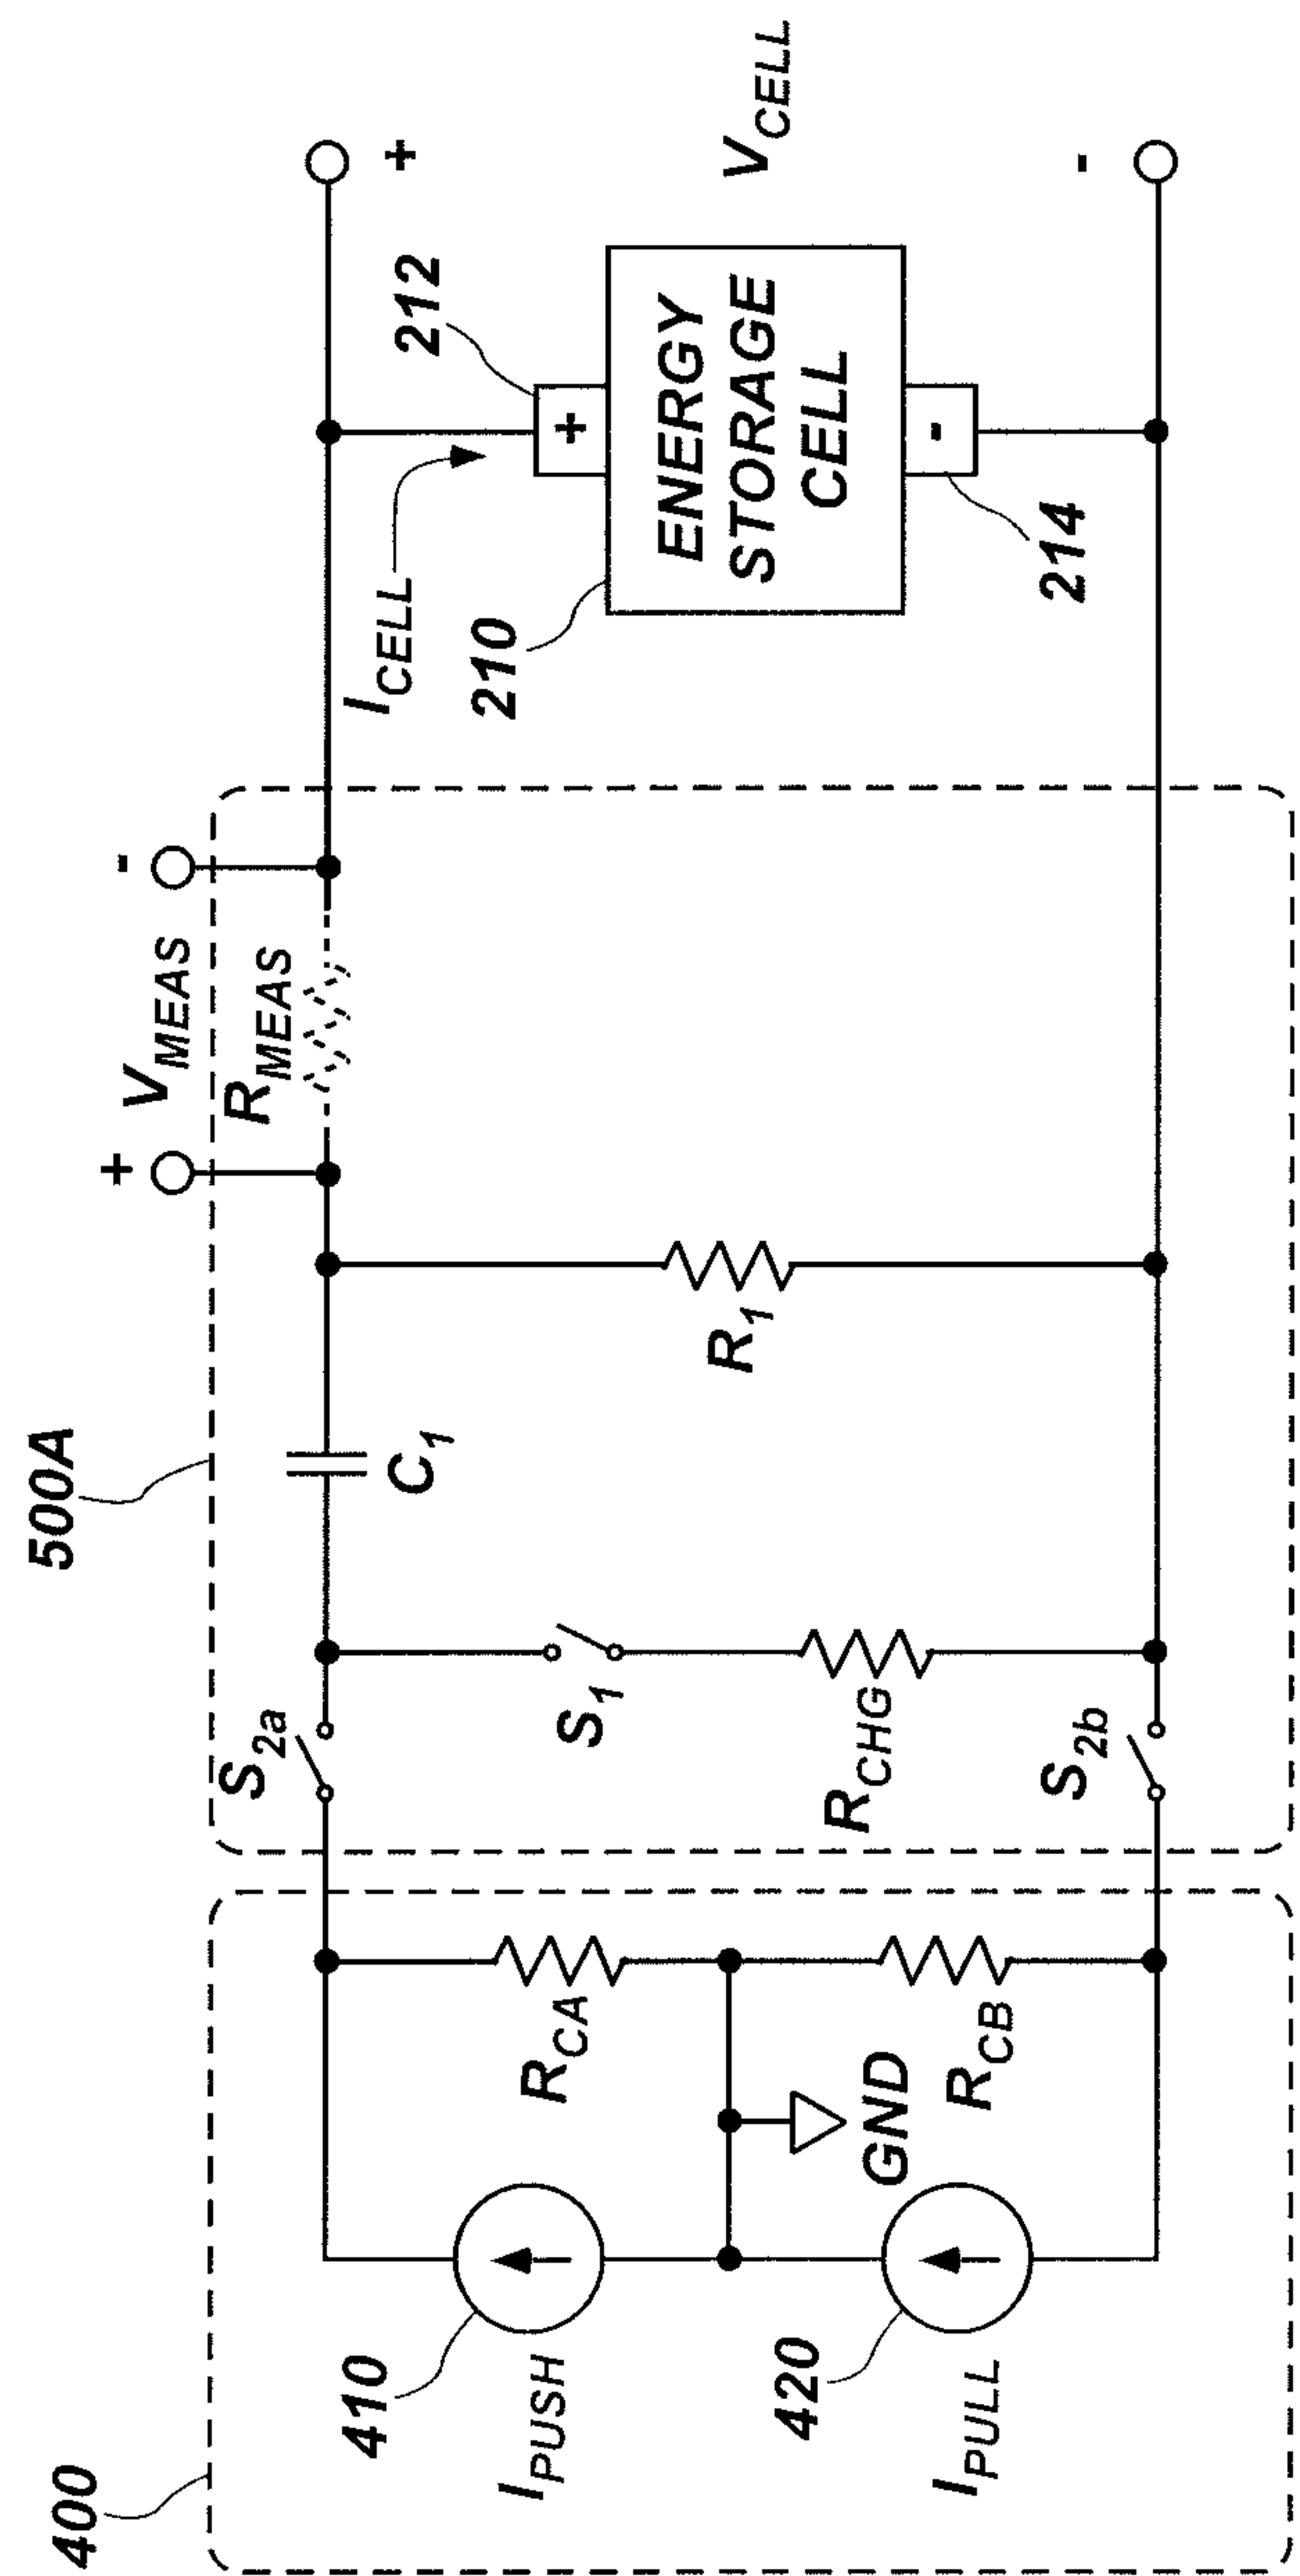 400
500A
V_MEAS
+
-
R_MEAS
S_2a
C_1
I_CELL
212
+
410
I_PUSH
R_CA
S_1
R_1
210
+
ENERGY
STORAGE
CELL
-
V_CELL
GND
420
I_PULL
R_CB
R_CHG
S_2b
214
-